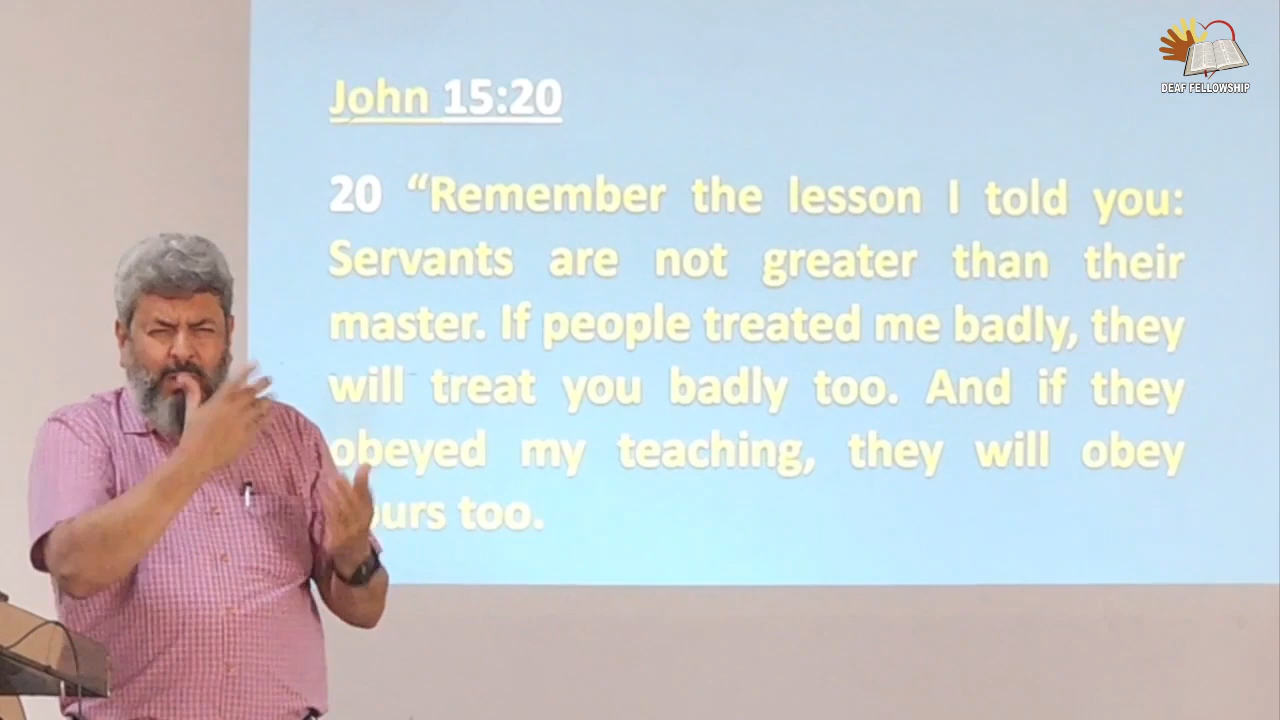 DEAF FELLOWSHIP
John 15:20
20 “Remember the lesson I told you:
Servants are not greater than their
master. If people treated me badly, they
will treat you badly too. And if they
obeyed my teaching, they will obey
ours too.